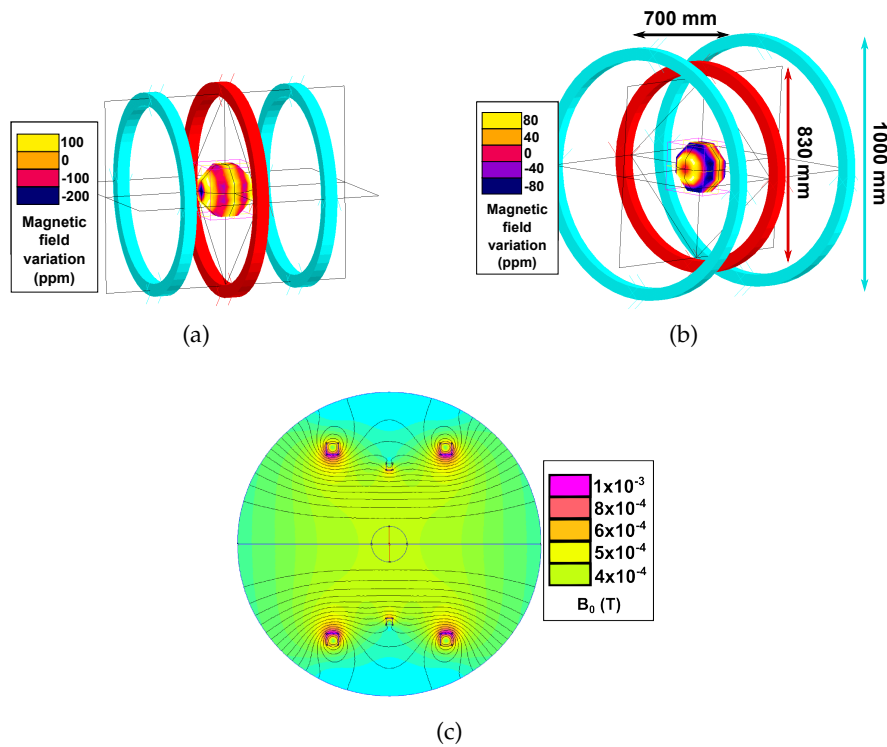 100
0
-100
-200
Magnetic
field
variation
(ppm)
(a)
700 mm
80
40
0
-40
-80
Magnetic
field
variation
(ppm)
830 mm
1000 mm
(b)
1x10⁻³
8x10⁻⁴
6x10⁻⁴
5x10⁻⁴
4x10⁻⁴
B₀ (T)
(c)